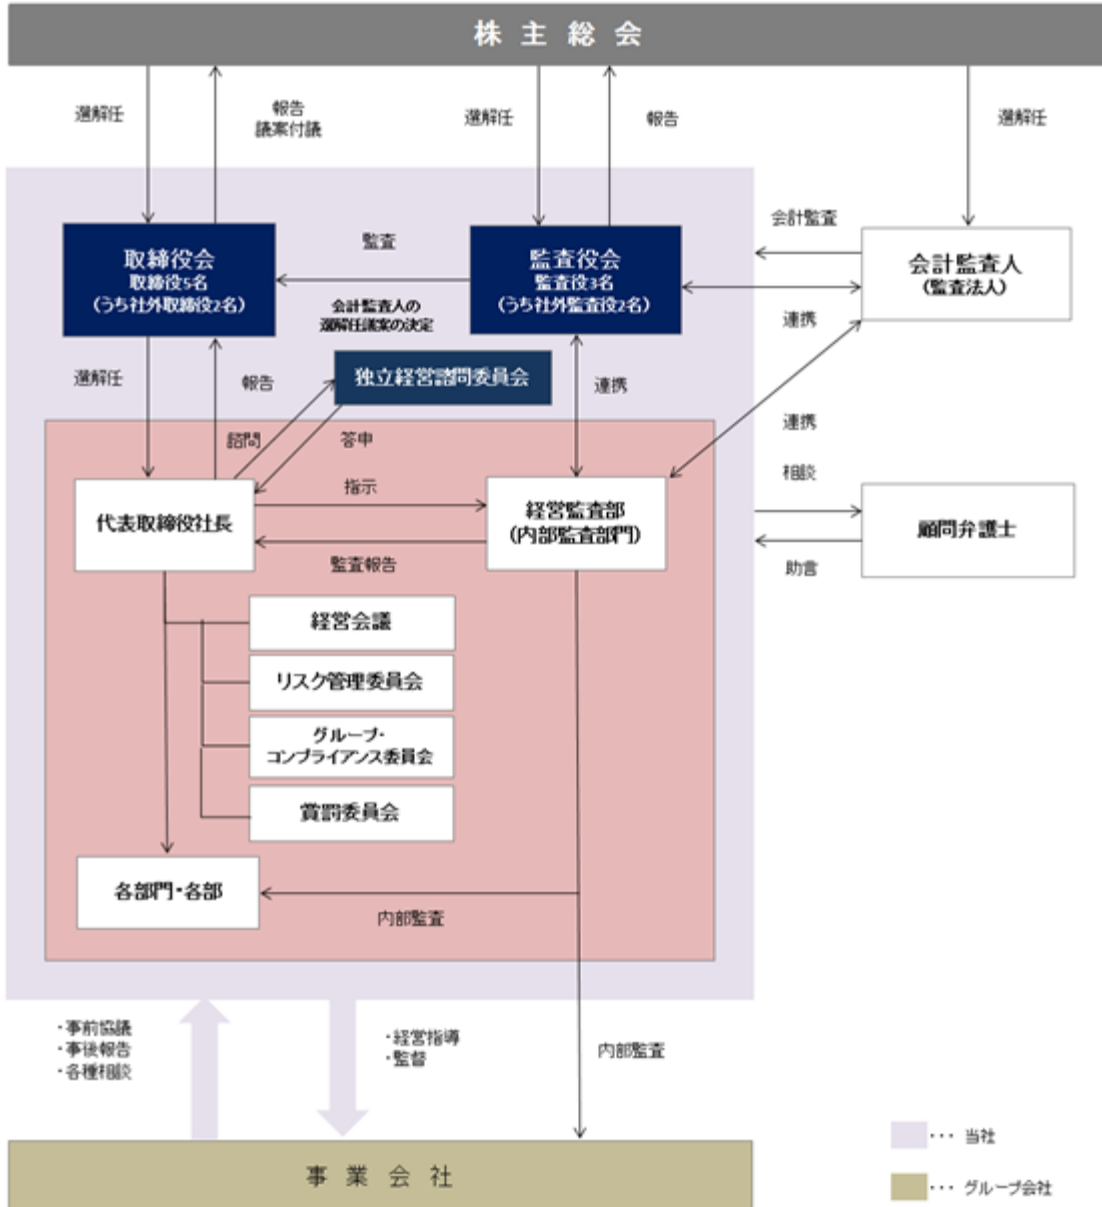 株主総会
選解任
報告
議案付議
選解任
報告
選解任
取締役会
取締役5名
(うち社外取締役2名)
監査
監査役会
監査役3名
(うち社外監査役2名)
会計監査
会計監査人
(監査法人)
会計監査人の
選解任議案の決定
連携
選解任
報告
独立経営諮問委員会
連携
諮問
答申
連携
代表取締役社長
指示
監査報告
経営監査部
(内部監査部門)
相談
助言
顧問弁護士
経営会議
リスク管理委員会
グループ・
コンプライアンス委員会
賞罰委員会
各部門・各部
内部監査
・事前協議
・事後報告
・各種相談
・経営指導
・監督
内部監査
事業会社
・・・ 当社
・・・ グループ会社